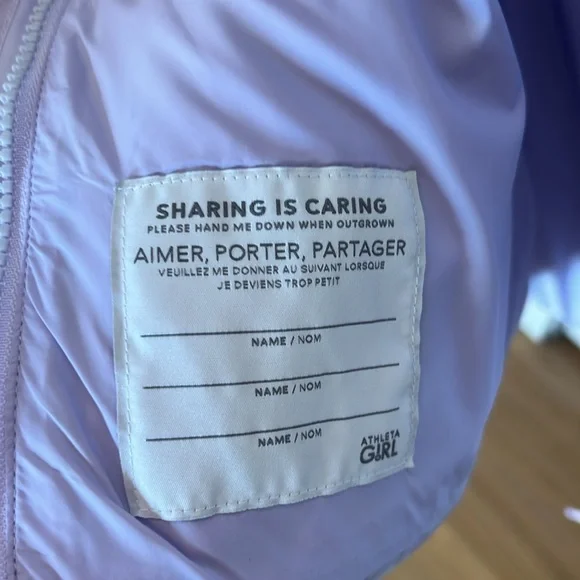 SHARING IS CARING
PLEASE HAND ME DOWN WHEN OUTGROWN
AIMER, PORTER, PARTAGER
VEUILLEZ ME DONNER AU SUIVANT LORSQUE
JE DEVIENS TROP PETIT
NAME / NOM
NAME / NOM
NAME / NOM
ATHLETA
GIRL